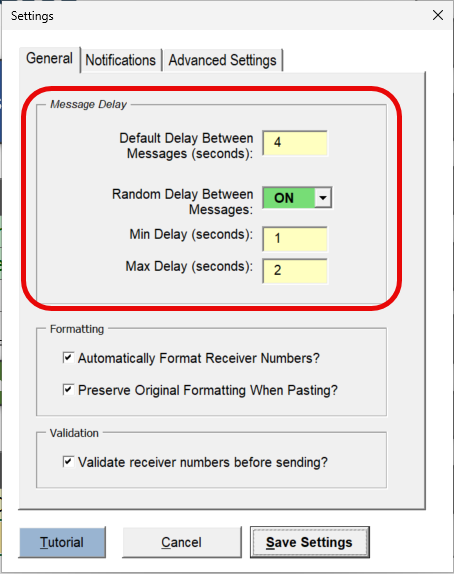 Settings
General Notifications Advanced Settings
Message Delay
Default Delay Between
Messages (seconds):
4
Random Delay Between
Messages:
ON
Min Delay (seconds):
1
Max Delay (seconds):
2
Formatting
Automatically Format Receiver Numbers?
Preserve Original Formatting When Pasting?
Validation
Validate receiver numbers before sending?
Tutorial Cancel Save Settings